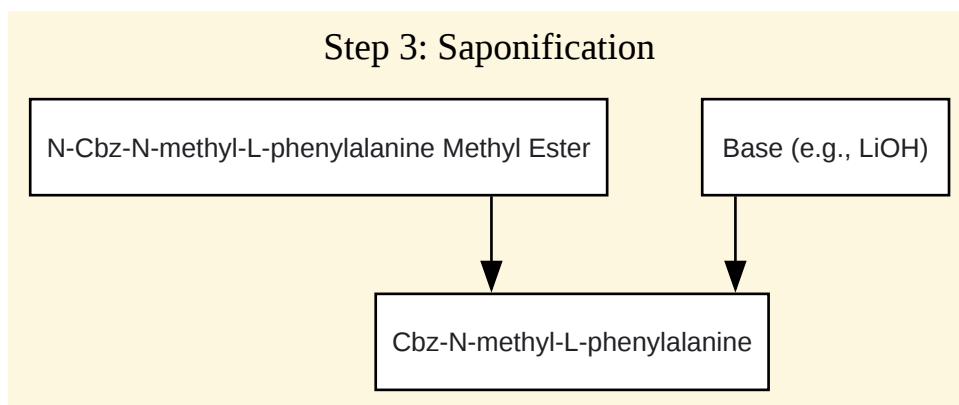 Step 3: Saponification
N-Cbz-N-methyl-L-phenylalanine Methyl Ester
Base (e.g., LiOH)
Cbz-N-methyl-L-phenylalanine